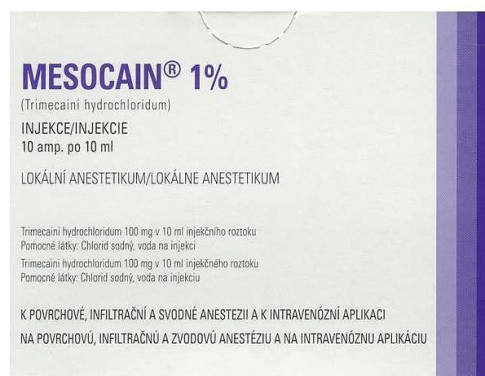 MESOCAIN® 1%
(Trimecaini hydrochloridum)
INJEKCE/INJEKCIE
10 amp. po 10 ml
LOKÁLNÍ ANESTETIKUM/LOKÁLNE ANESTETIKUM
Trimecaini hydrochloridum 100 mg v 10 ml injekčního roztoku
Pomocné látky: Chlorid sodný, voda na injekci
Trimecaini hydrochloridum 100 mg v 10 ml injekčného roztoku
Pomocné látky: Chlorid sodný, voda na injekciu
K POVRCHOVÉ, INFILTRAČNÍ A SVODNÉ ANESTEZII A K INTRAVENÓZNÍ APLIKACI
NA POVRCHOVÚ, INFILTRAČNÚ A ZVODOVÚ ANESTÉZIU A NA INTRAVENÓZNU APLIKÁCIU